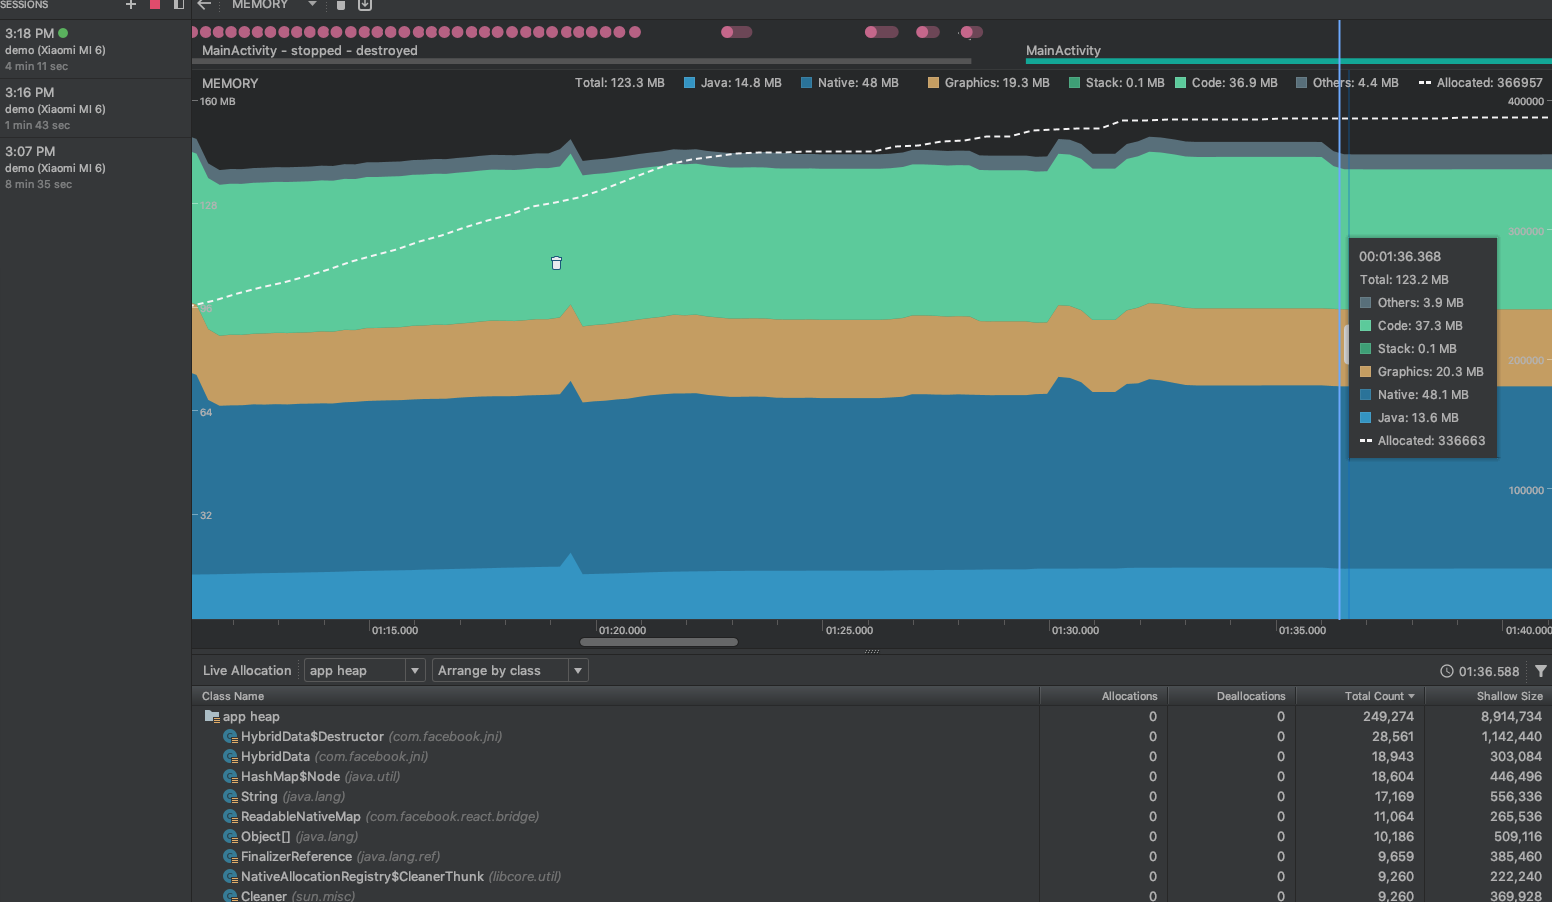 SESSIONS
MEMORY
3:18 PM
demo (Xiaomi MI 6)
4 min 11 sec
3:16 PM
demo (Xiaomi MI 6)
1 min 43 sec
3:07 PM
demo (Xiaomi MI 6)
8 min 35 sec
MainActivity - stopped - destroyed
MainActivity
MEMORY
Total: 123.3 MB
Java: 14.8 MB
Native: 48 MB
Graphics: 19.3 MB
Stack: 0.1 MB
Code: 36.9 MB
Others: 4.4 MB
Allocated: 366957
160 MB
400000
128
300000
96
200000
64
100000
32
00:01:36.368
Total: 123.2 MB
Others: 3.9 MB
Code: 37.3 MB
Stack: 0.1 MB
Graphics: 20.3 MB
Native: 48.1 MB
Java: 13.6 MB
Allocated: 336663
01:15.000
01:20.000
01:25.000
01:30.000
01:35.000
01:40.000
Live Allocation app heap Arrange by class 01:36.588
Class Name Allocations Deallocations Total Count Shallow Size
app heap 0 0 249,274 8,914,734
HybridData$Destructor (com.facebook.jni) 0 0 28,561 1,142,440
HybridData (com.facebook.jni) 0 0 18,943 303,084
HashMap$Node (java.util) 0 0 18,604 446,496
String (java.lang) 0 0 17,169 556,336
ReadableNativeMap (com.facebook.react.bridge) 0 0 11,064 265,536
Object[] (java.lang) 0 0 10,186 509,116
FinalizerReference (java.lang.ref) 0 0 9,659 385,460
NativeAllocationRegistry$CleanerThunk (libcore.util) 0 0 9,260 222,240
Cleaner (sun.misc) 0 0 9,260 369,928